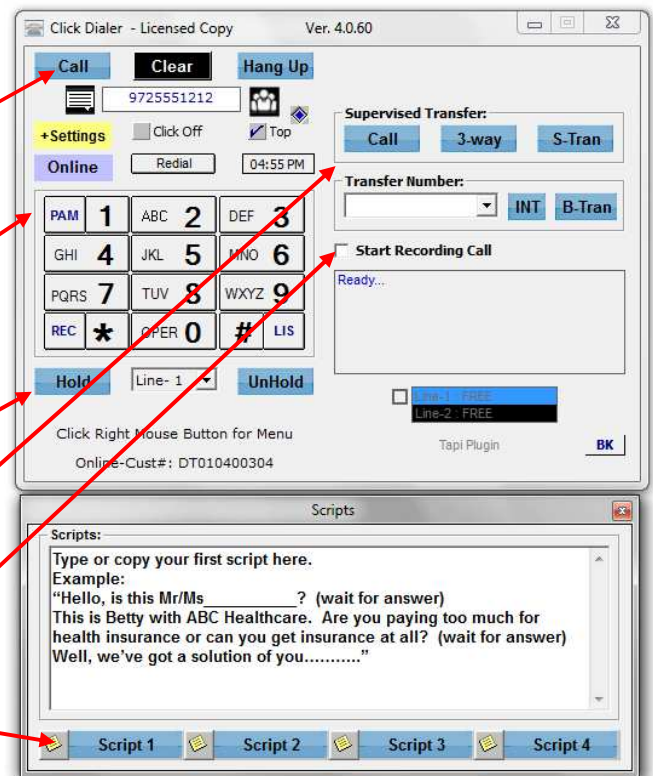 Click Dialer - Licensed Copy Ver. 4.0.60
Call Clear Hang Up
9725551212
+Settings Click Off Top
Online Redial 04:55 PM
PAM 1 ABC 2 DEF 3
GHI 4 JKL 5 MNO 6
PQRS 7 TUV 8 WXYZ 9
REC * OPER 0 # LIS
Hold Line- 1 UnHold
Click Right Mouse Button for Menu
Online-Cust#: DT010400304
Supervised Transfer:
Call 3-way S-Tran
Transfer Number:
INT B-Tran
Start Recording Call
Ready...
Line-1 : FREE
Line-2 : FREE
Tapi Plugin BK
Scripts
Scripts:
Type or copy your first script here.
Example:
“Hello, is this Mr/Ms__________? (wait for answer)
This is Betty with ABC Healthcare. Are you paying too much for
health insurance or can you get insurance at all? (wait for answer)
Well, we’ve got a solution of you………..”
Script 1 Script 2 Script 3 Script 4